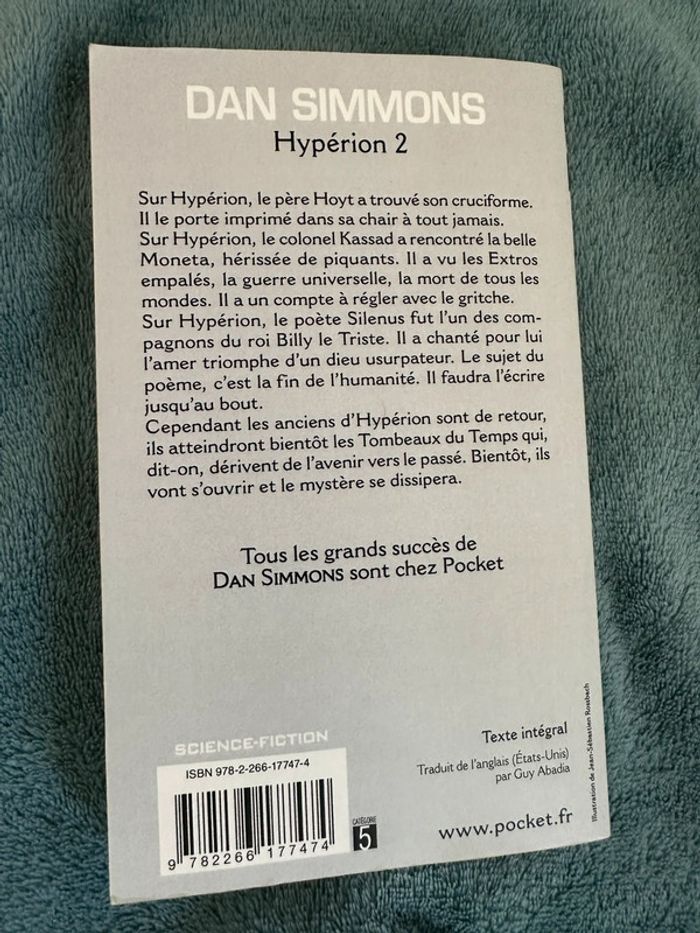 DAN SIMMONS
Hypérion 2
Sur Hypérion, le père Hoyt a trouvé son cruciforme.
Il le porte imprimé dans sa chair à tout jamais.
Sur Hypérion, le colonel Kassad a rencontré la belle
Moneta, hérissée de piquants. Il a vu les Extros
empalés, la guerre universelle, la mort de tous les
mondes. Il a un compte à régler avec le gritche.
Sur Hypérion, le poète Silenus fut l'un des com-
pagnons du roi Billy le Triste. Il a chanté pour lui
l'amer triomphe d'un dieu usurpateur. Le sujet du
poème, c'est la fin de l'humanité. Il faudra l'écrire
jusqu'au bout.
Cependant les anciens d'Hypérion sont de retour,
ils atteindront bientôt les Tombeaux du Temps qui,
dit-on, dérivent de l'avenir vers le passé. Bientôt, ils
vont s'ouvrir et le mystère se dissipera.
Tous les grands succès de
DAN SIMMONS sont chez Pocket
SCIENCE-FICTION
ISBN 978-2-266-17747-4
9 782266 177474
CATÉGORIE
5
Texte intégral
Traduit de l'anglais (États-Unis)
par Guy Abadia
www.pocket.fr
Illustration de Jean-Sébastien Rossbach